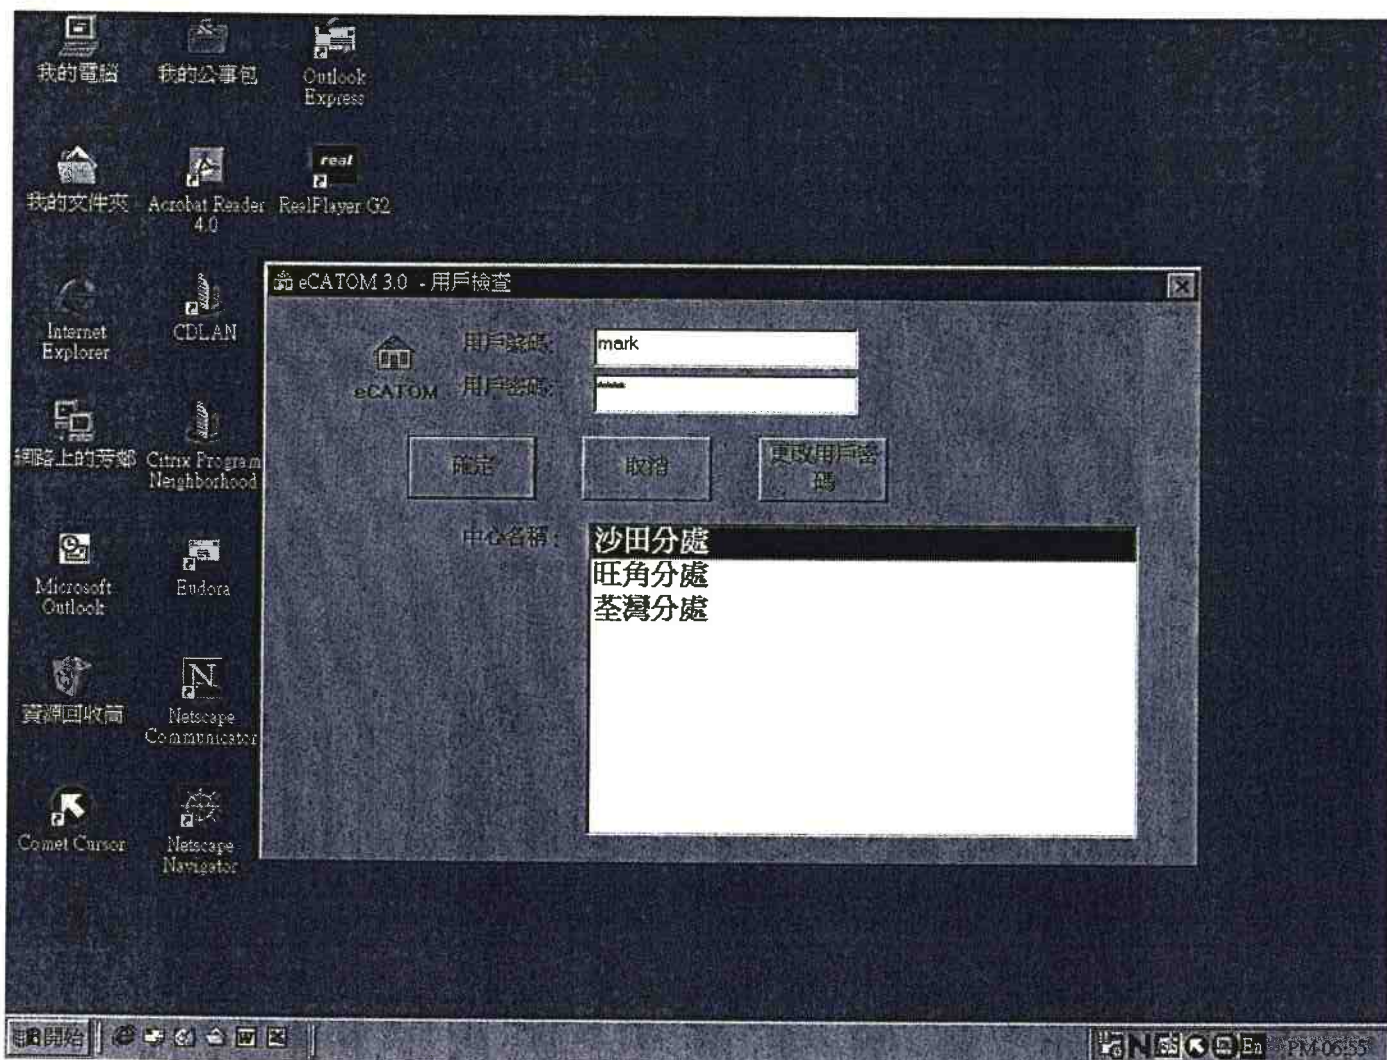 我的電腦
我的公事包
Outlook
Express
我的文件夾
Acrobat Reader
4.0
real
RealPlayer G2
Internet
Explorer
CDLAN
網路上的芳鄰
Citrix Program
Neighborhood
Microsoft
Outlook
Eudora
資源回收筒
N
Netscape
Communicator
Comet Cursor
Netscape
Navigator
eCATOM 3.0 - 用戶檢查
eCATOM
用戶號碼:
mark
用戶密碼:
****
確定
取消
更改用戶密
碼
中心名稱:
沙田分處
旺角分處
荃灣分處
開始
En
PM 06:55